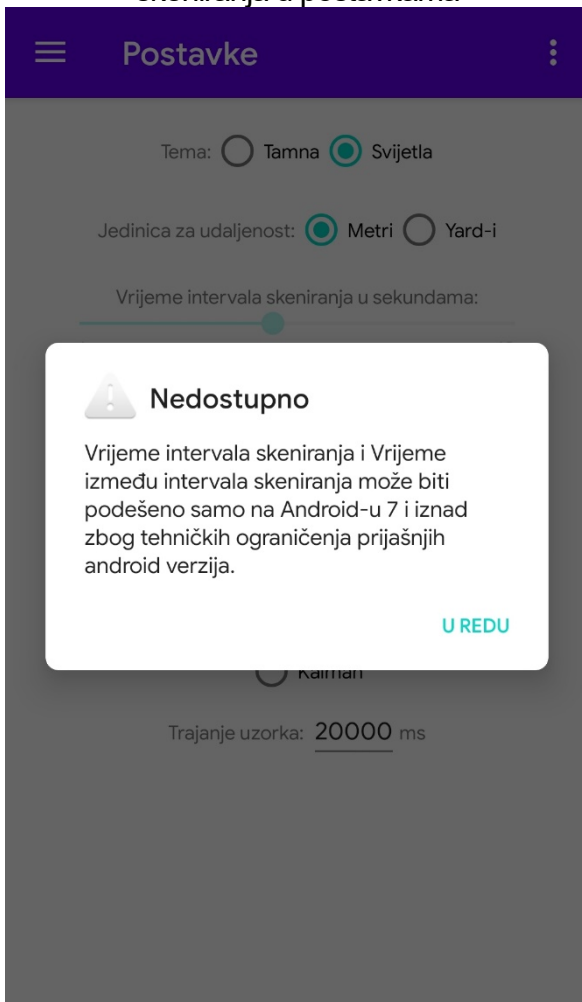 skeniranja u postavkama
Postavke
Tema: Tamna Svijetla
Jedinica za udaljenost: Metri Yard-i
Vrijeme intervala skeniranja u sekundama:
Nedostupno
Vrijeme intervala skeniranja i Vrijeme
između intervala skeniranja može biti
podešeno samo na Android-u 7 i iznad
zbog tehničkih ograničenja prijašnjih
android verzija.
U REDU
Kalman
Trajanje uzorka: 20000 ms